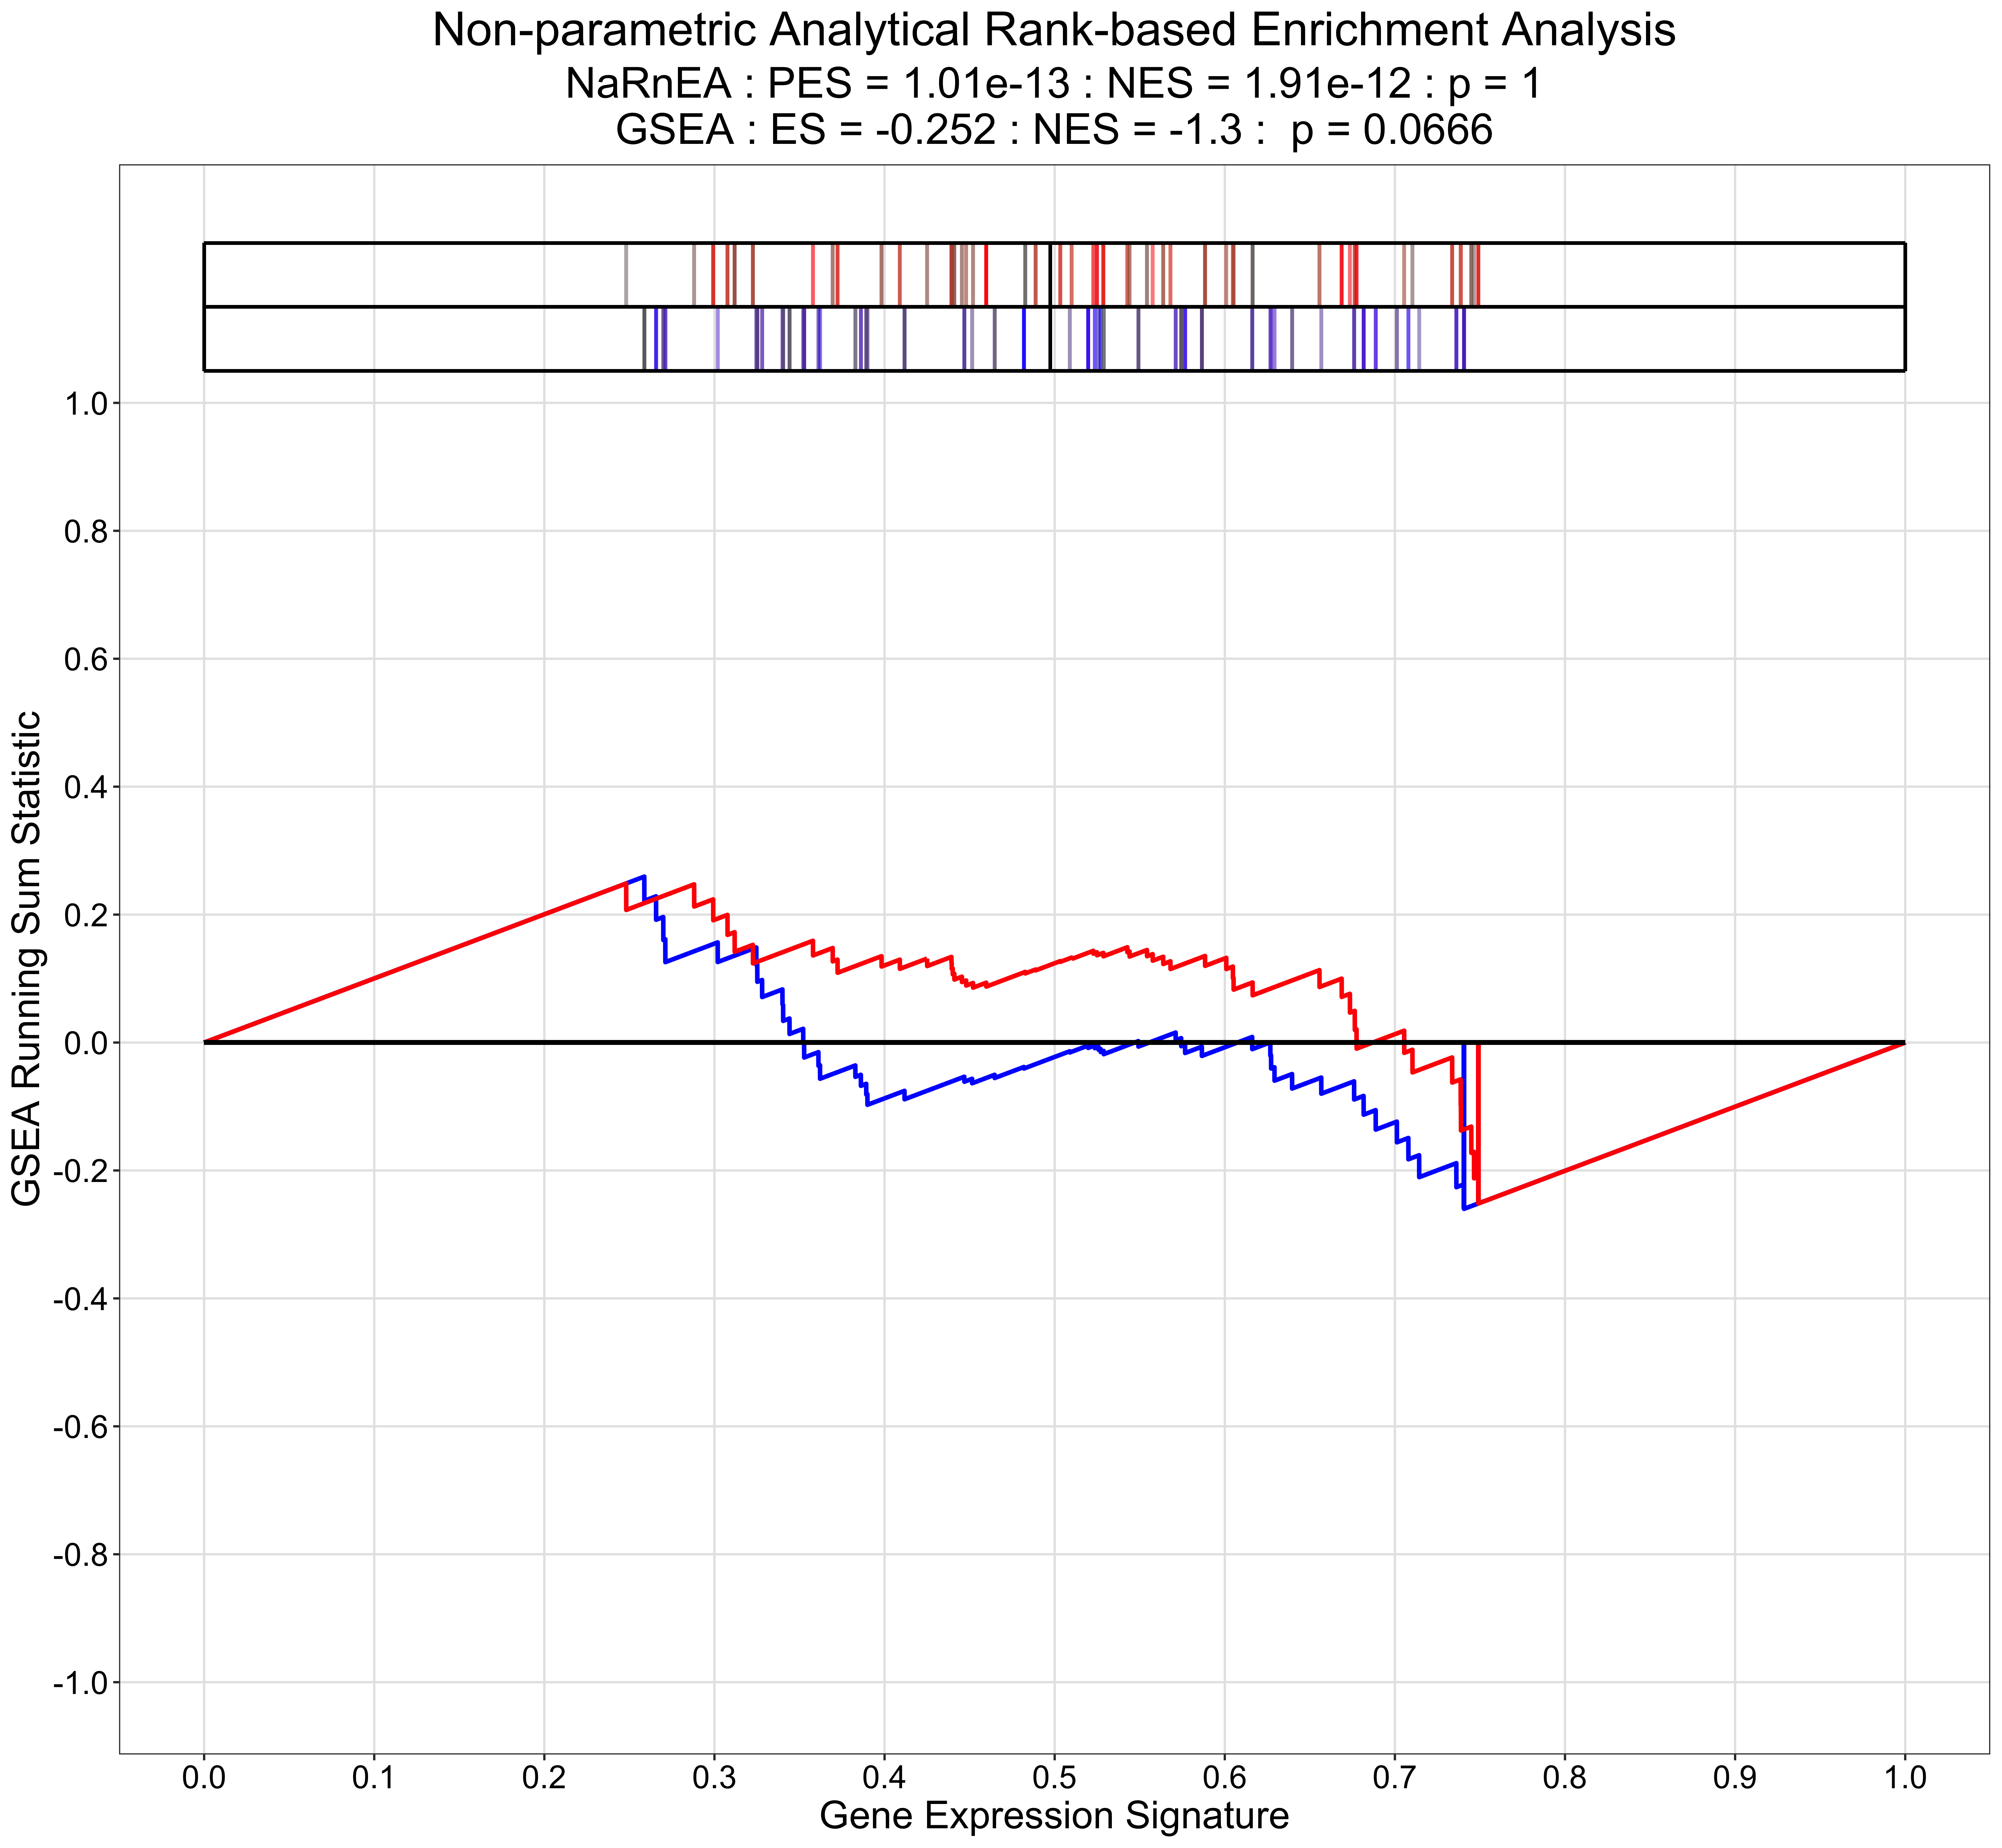 Non-parametric Analytical Rank-based Enrichment Analysis
NaRnEA : PES = 1.01e-13 : NES = 1.91e-12 : p = 1
GSEA : ES = -0.252 : NES = -1.3 :  p = 0.0666
GSEA Running Sum Statistic
1.0
0.8
0.6
0.4
0.2
0.0
-0.2
-0.4
-0.6
-0.8
-1.0
0.0 0.1 0.2 0.3 0.4 0.5 0.6 0.7 0.8 0.9 1.0
Gene Expression Signature